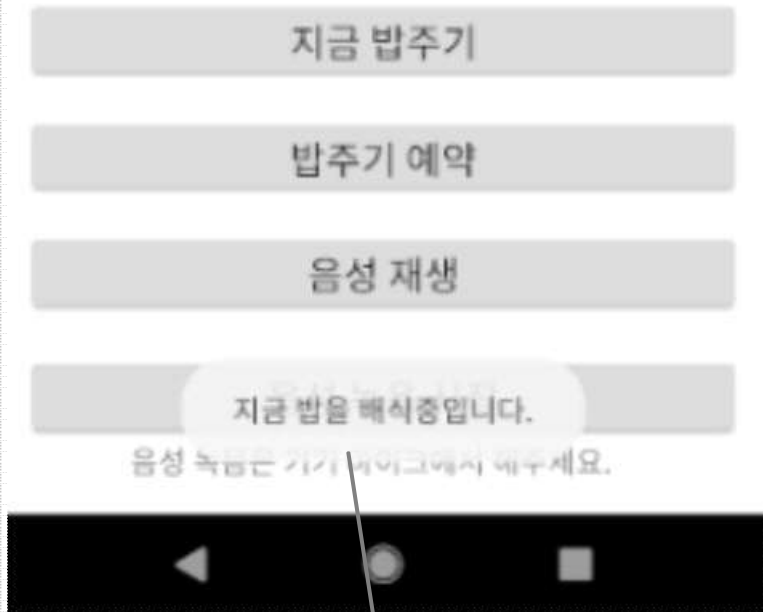 지금 밥주기
밥주기 예약
음성 재생
지금 밥을 배식중입니다.
음성 녹음은 기기 마이크에서 해주세요.